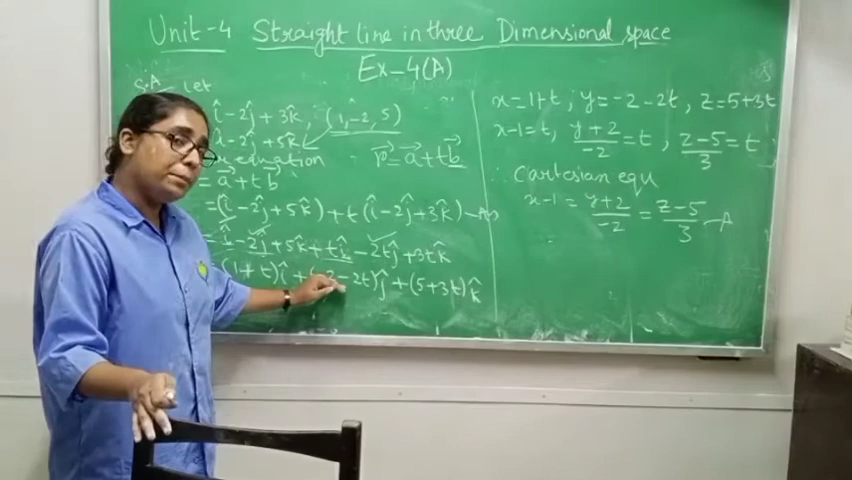 Unit-4 Straight line in three Dimensional space
Ex-4(A)
Let
î-2ĵ+3k̂, (1,-2,5)
î-2ĵ+5k̂
equation r⃗=a⃗+tb⃗
=a⃗+tb⃗
=(î-2ĵ+5k̂)+t(î-2ĵ+3k̂)
=î-2ĵ+5k̂+tî-2tĵ+3tk̂
(1+t)î+(-2-2t)ĵ+(5+3t)k̂
x=1+t; y=-2-2t, z=5+3t
x-1=t, y+2/-2=t, z-5/3=t
∴ Cartesian equ
x-1=y+2/-2=z-5/3